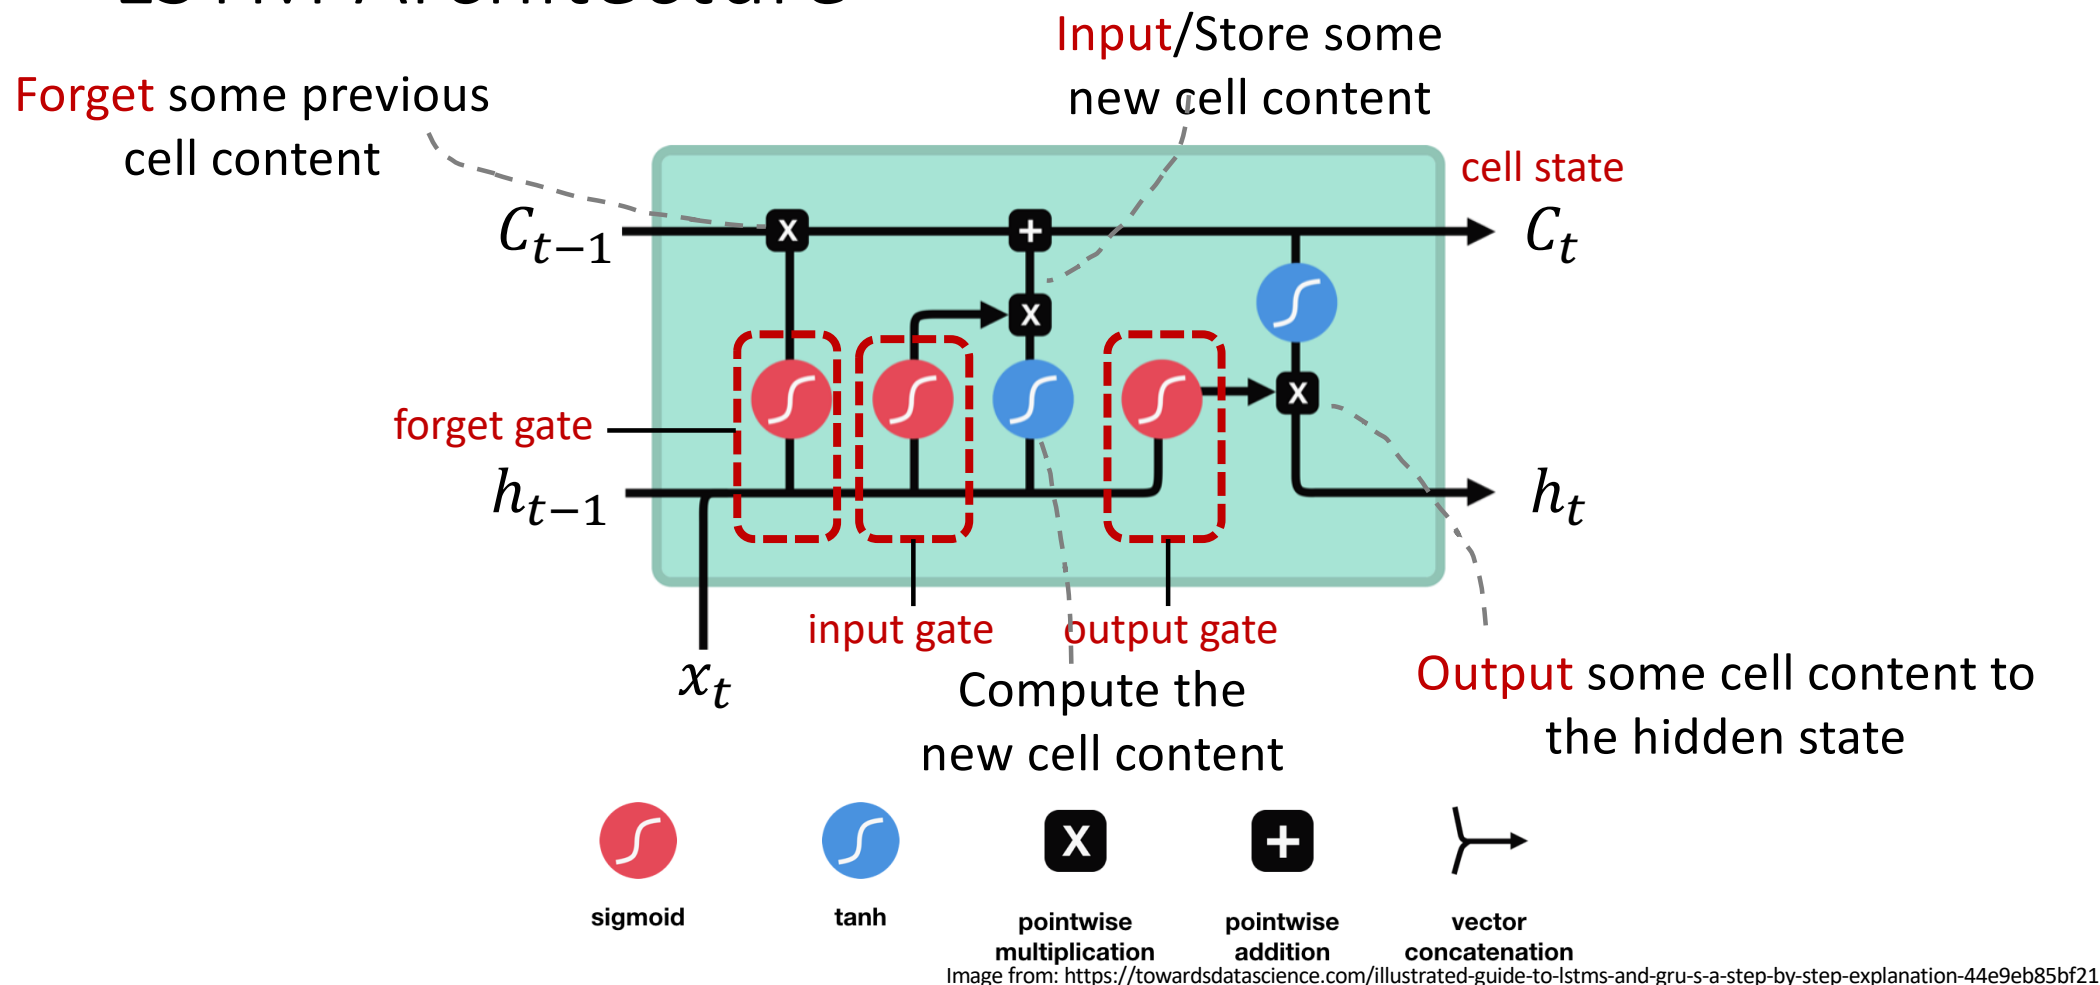 LSTM Architecture
Input/Store some
new cell content
Forget some previous
cell content
cell state
C_{t-1}
X
+
C_t
X
X
forget gate
h_{t-1}
h_t
input gate
output gate
x_t
Compute the
new cell content
Output some cell content to
the hidden state
X
+
sigmoid
tanh
pointwise
multiplication
pointwise
addition
vector
concatenation
Image from: https://towardsdatascience.com/illustrated-guide-to-lstms-and-gru-s-a-step-by-step-explanation-44e9eb85bf21